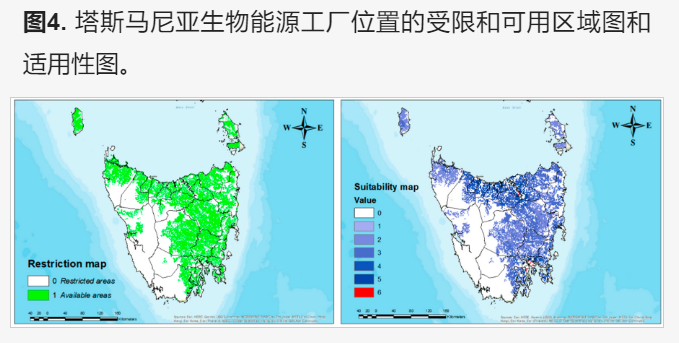 图4. 塔斯马尼亚生物能源工厂位置的受限和可用区域图和
适用性图。
N
W E
S
Restriction map
0 Restricted areas
1 Available areas
N
W E
S
Suitability map
Value
0
1
2
3
4
5
6